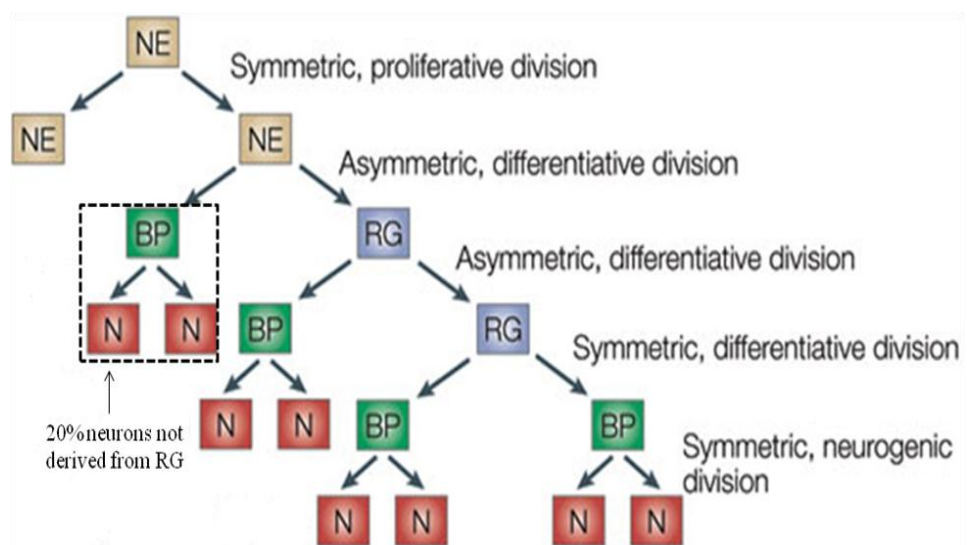 NE
Symmetric, proliferative division
NE
NE
Asymmetric, differentiative division
BP
RG
Asymmetric, differentiative division
N
N
BP
RG
Symmetric, differentiative division
20%neurons not
derived from RG
N
N
BP
BP
Symmetric, neurogenic
division
N
N
N
N